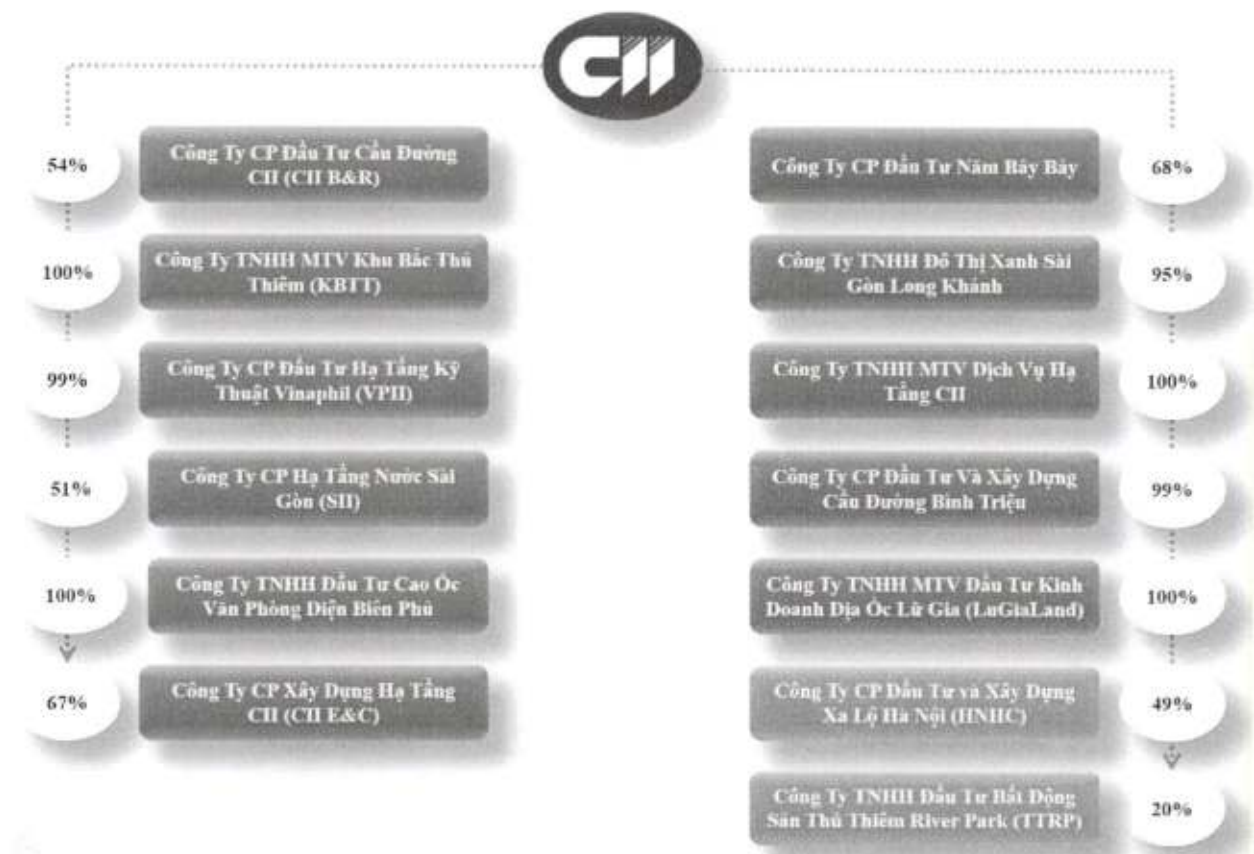 CII
54%
Công Ty CP Đầu Tư Cầu Đường
CII (CII B&R)
100%
Công Ty TNHH MTV Khu Bắc Thủ
Thiêm (KBTT)
99%
Công Ty CP Đầu Tư Hạ Tầng Kỹ
Thuật Vinaphil (VPII)
51%
Công Ty CP Hạ Tầng Nước Sài
Gòn (SII)
100%
Công Ty TNHH Đầu Tư Cao Ốc
Văn Phòng Điện Biên Phủ
67%
Công Ty CP Xây Dựng Hạ Tầng
CII (CII E&C)
Công Ty CP Đầu Tư Năm Bảy Bảy
68%
Công Ty TNHH Đô Thị Xanh Sài
Gòn Long Khánh
95%
Công Ty TNHH MTV Dịch Vụ Hạ
Tầng CII
100%
Công Ty CP Đầu Tư Và Xây Dựng
Cầu Đường Bình Triệu
99%
Công Ty TNHH MTV Đầu Tư Kinh
Doanh Địa Ốc Lữ Gia (LuGiaLand)
100%
Công Ty CP Đầu Tư và Xây Dựng
Xa Lộ Hà Nội (HNHC)
49%
Công Ty TNHH Đầu Tư Bất Động
Sản Thủ Thiêm River Park (TTRP)
20%